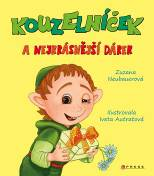 KOUZELNÍČEK
A NEJKRÁSNĚJŠÍ DÁREK
Zuzana
Neubauerová
Ilustrovala
Iveta Autratová
CPRESS